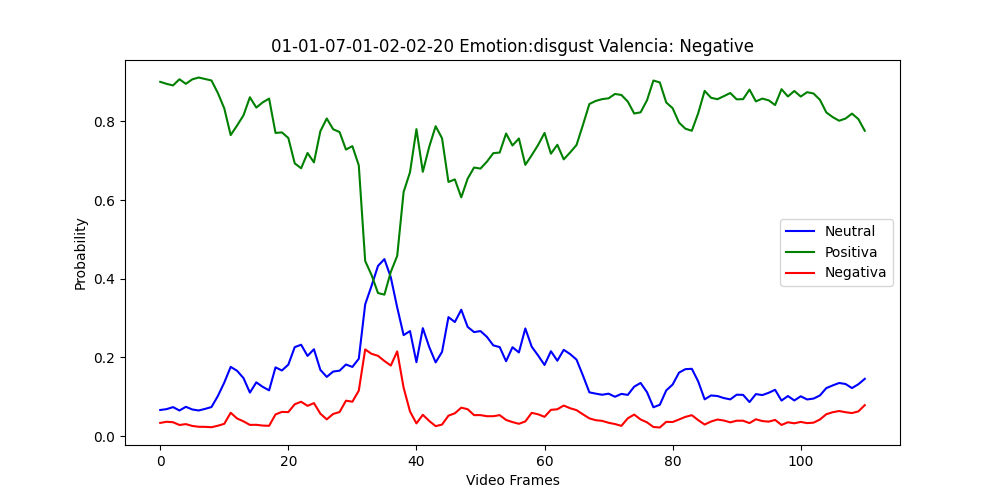 01-01-07-01-02-02-20 Emotion:disgust Valencia: Negative
Probability
0.8
0.6
0.4
0.2
0.0
Neutral
Positiva
Negativa
0 20 40 60 80 100
Video Frames